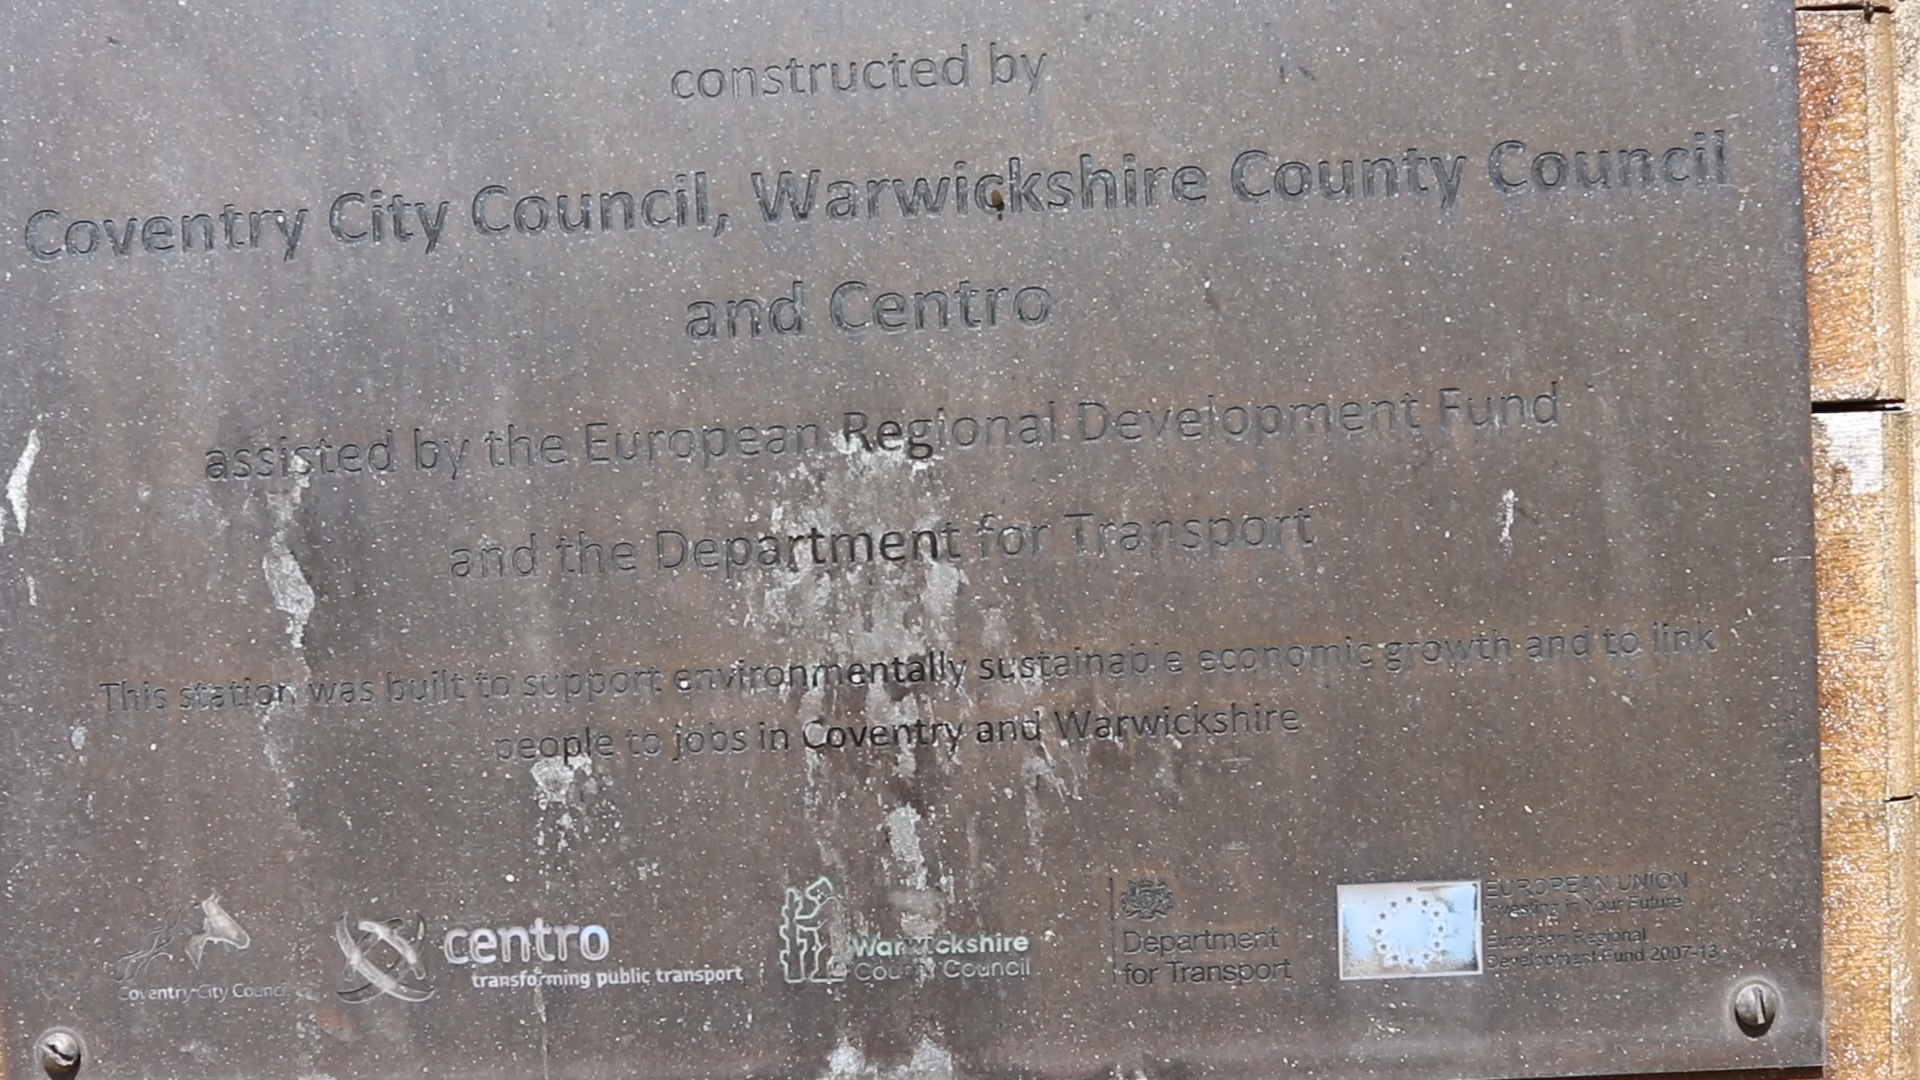 constructed by
Coventry City Council, Warwickshire County Council
and Centro
assisted by the European Regional Development Fund
and the Department for Transport
This station was built to support environmentally sustainable economic growth and to link
people to jobs in Coventry and Warwickshire
Coventry City Council
centro
transforming public transport
Warwickshire
County Council
Department
for Transport
EUROPEAN UNION
Investing in Your Future
European Regional
Development Fund 2007-13